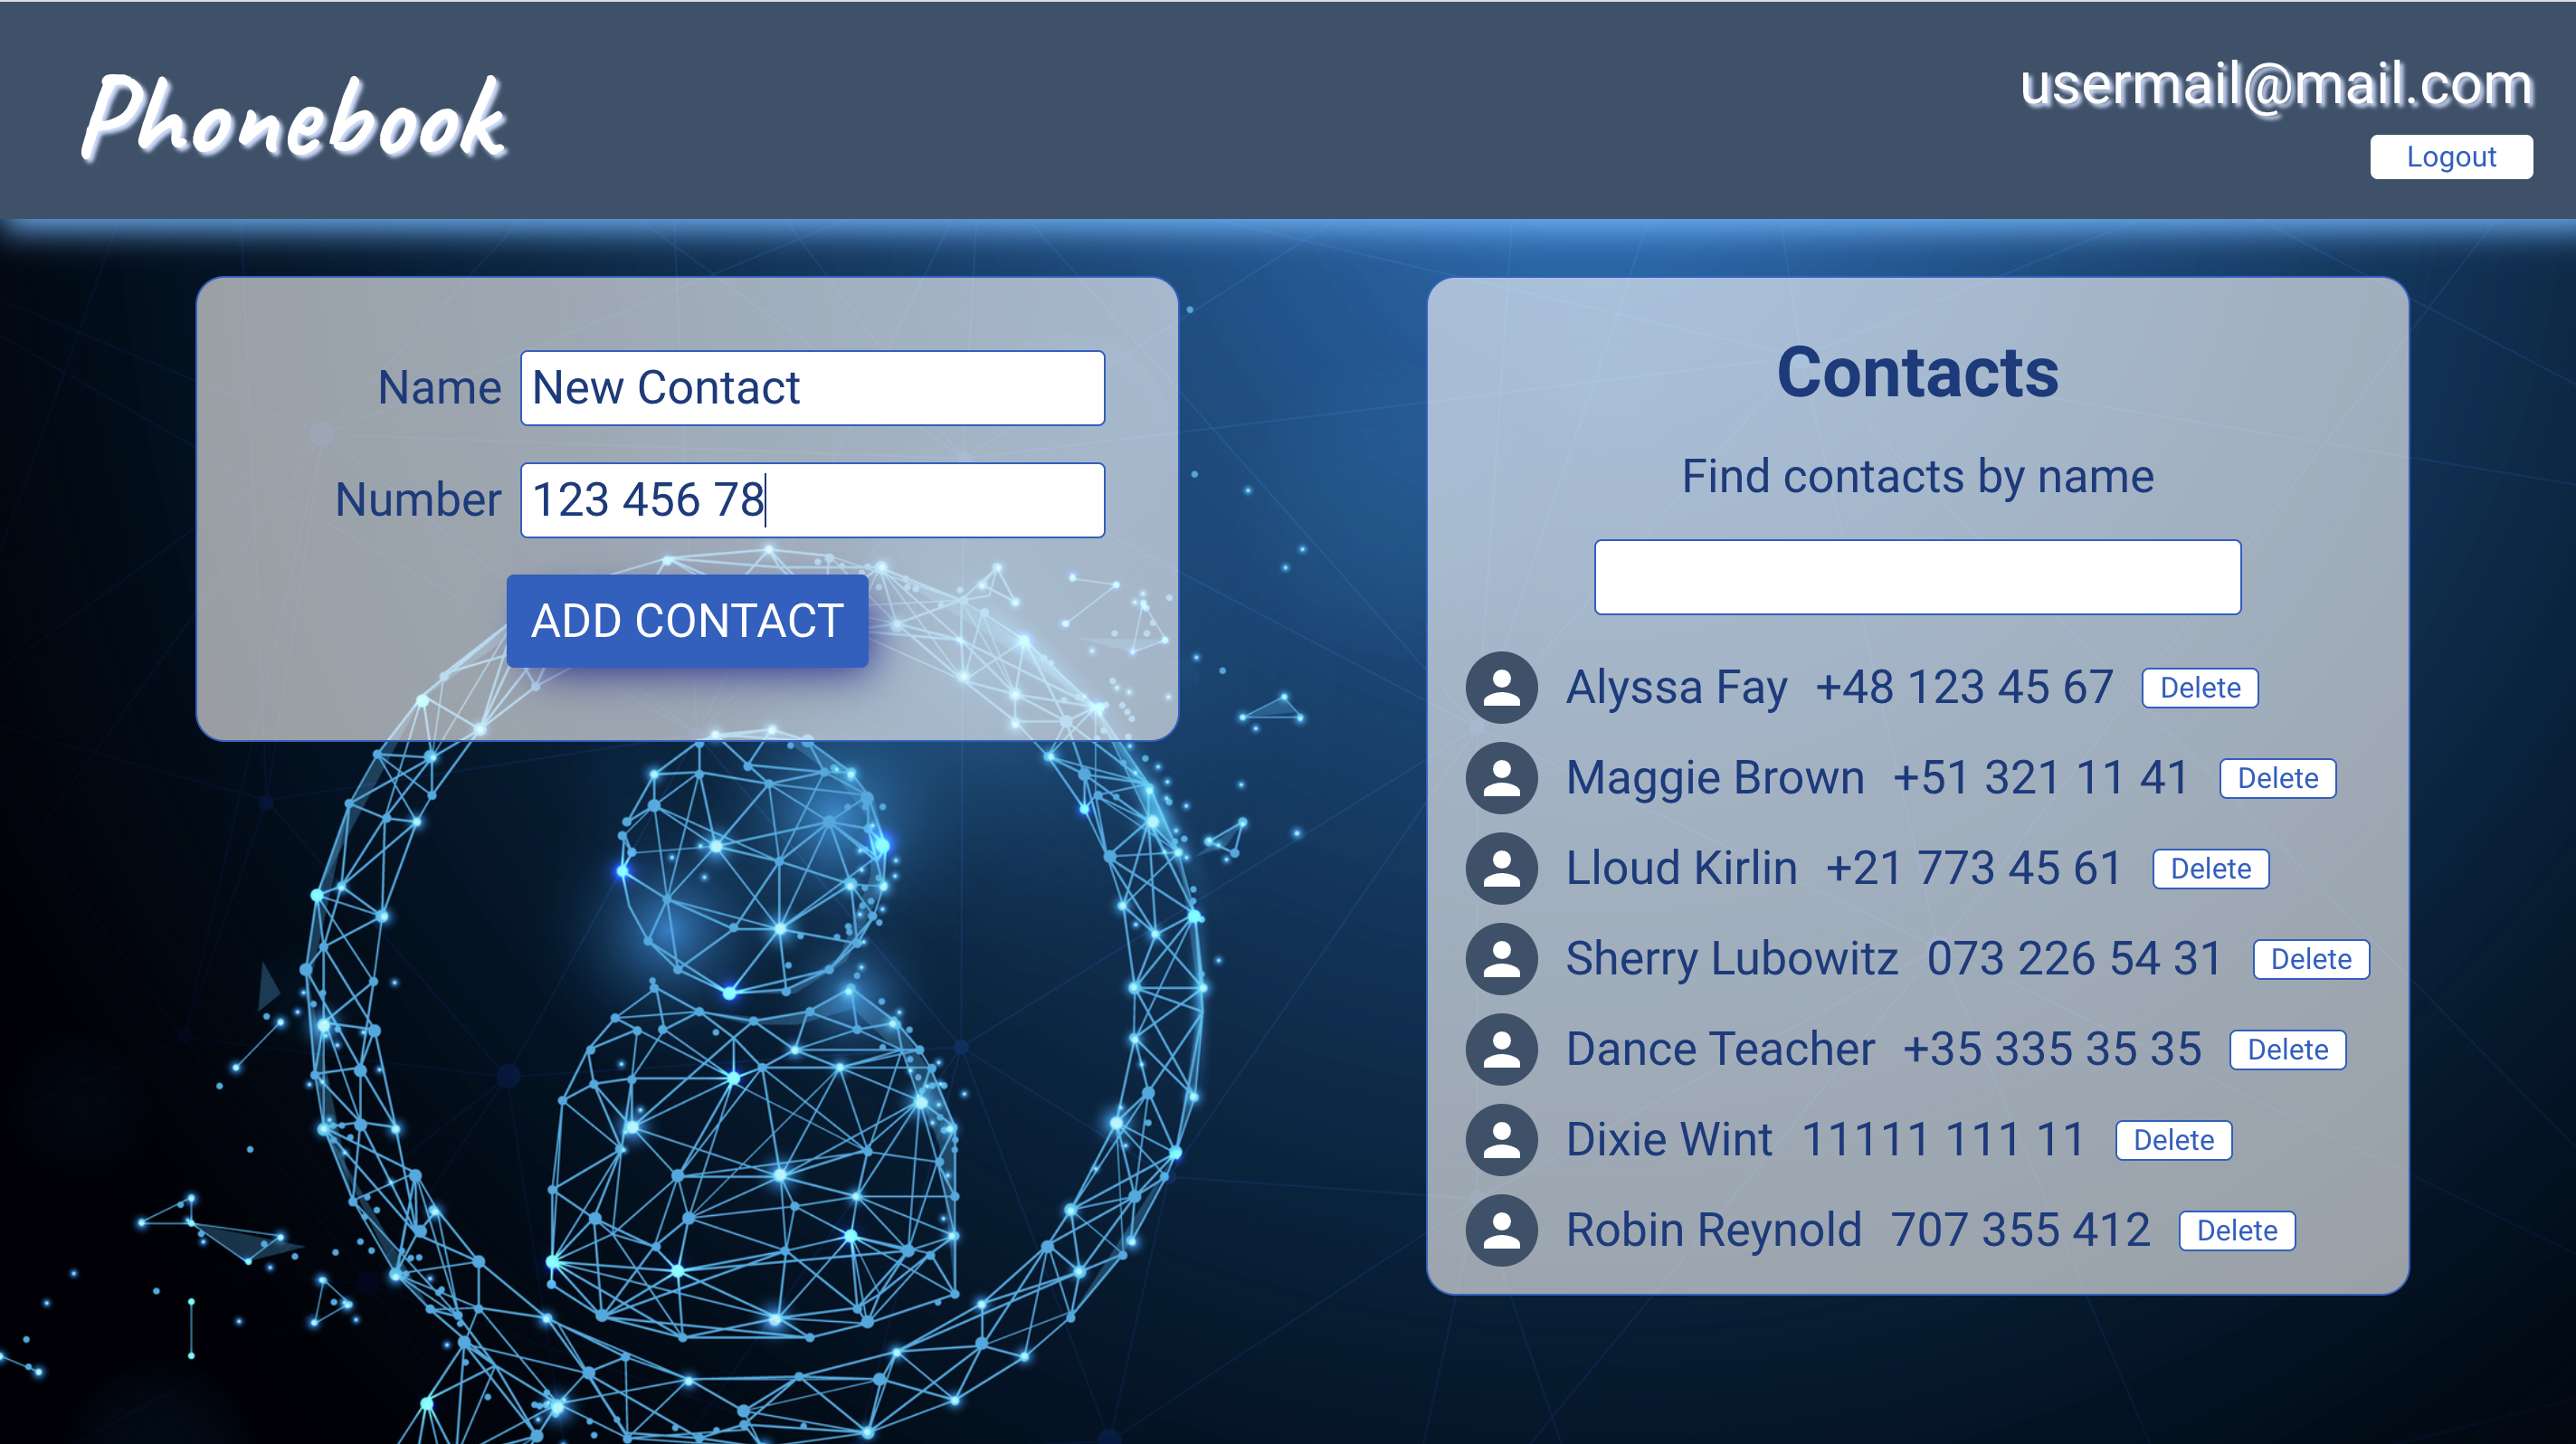 Phonebook
usermail@mail.com
Logout
Name New Contact
Number 123 456 78
ADD CONTACT
Contacts
Find contacts by name
Alyssa Fay +48 123 45 67 Delete
Maggie Brown +51 321 11 41 Delete
Lloud Kirlin +21 773 45 61 Delete
Sherry Lubowitz 073 226 54 31 Delete
Dance Teacher +35 335 35 35 Delete
Dixie Wint 11111 111 11 Delete
Robin Reynold 707 355 412 Delete